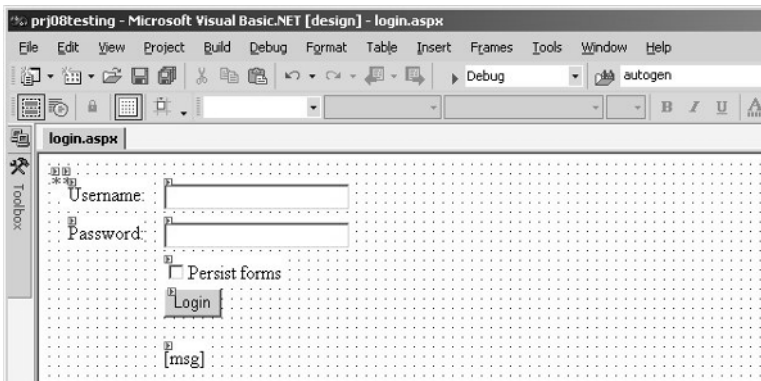 prj08testing - Microsoft Visual Basic.NET [design] - login.aspx
File Edit View Project Build Debug Format Table Insert Frames Tools Window Help
Debug autogen
B I U A
login.aspx
Toolbox
**
Username:
Password:
Persist forms
Login
[msg]